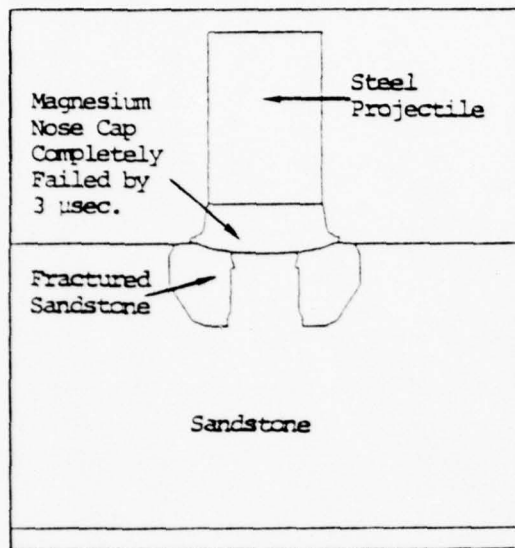 Steel
Projectile
Magnesium
Nose Cap
Completely
Failed by
3 µsec.
Fractured
Sandstone
Sandstone